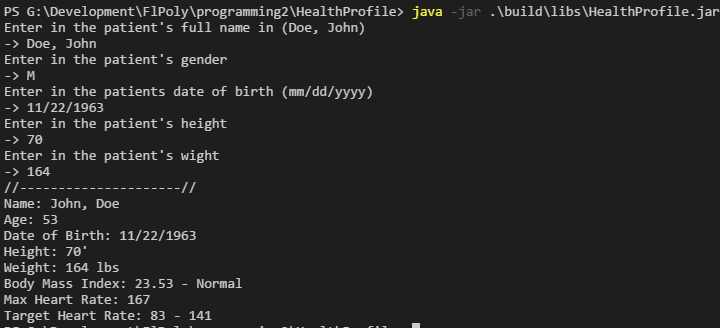 PS G:\Development\FlPoly\programming2\HealthProfile> java -jar .\build\libs\HealthProfile.jar
Enter in the patient's full name in (Doe, John)
-> Doe, John
Enter in the patient's gender
-> M
Enter in the patients date of birth (mm/dd/yyyy)
-> 11/22/1963
Enter in the patient's height
-> 70
Enter in the patient's wight
-> 164
//---------------------//
Name: John, Doe
Age: 53
Date of Birth: 11/22/1963
Height: 70'
Weight: 164 lbs
Body Mass Index: 23.53 - Normal
Max Heart Rate: 167
Target Heart Rate: 83 - 141